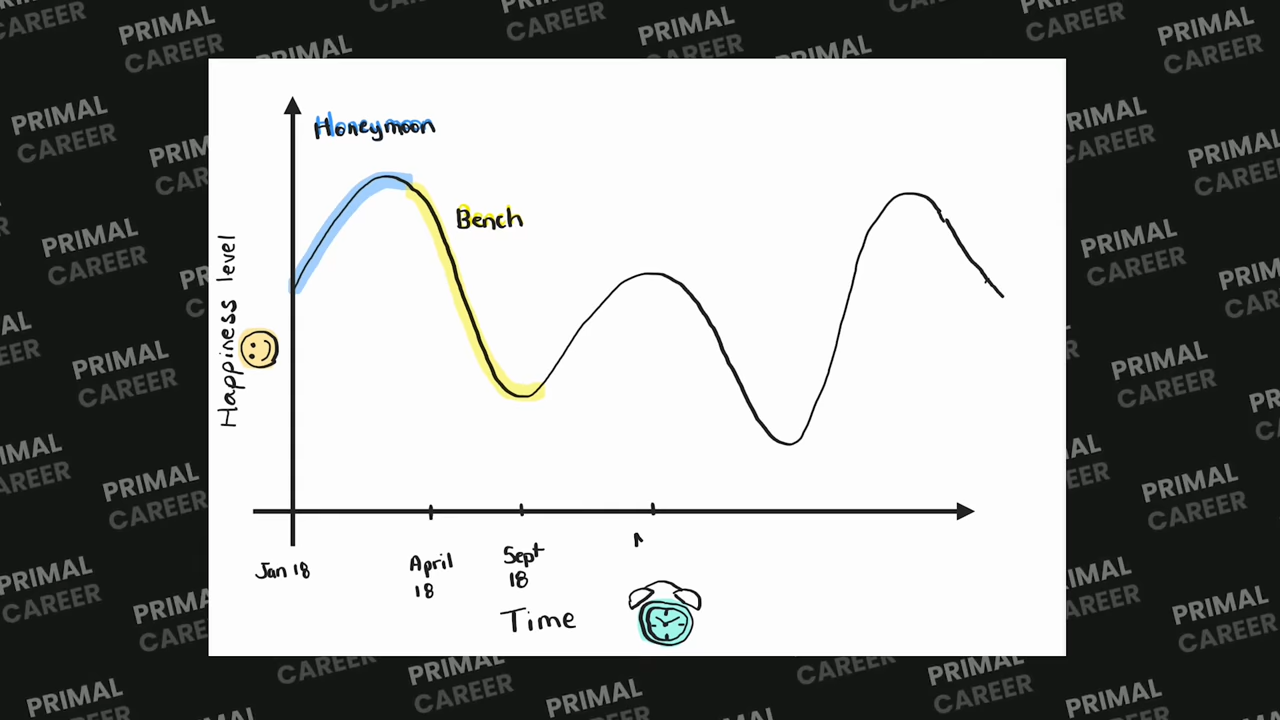 Honeymoon
Bench
Happiness level
Jan 18
April
18
Sept
18
Time
PRIMAL
CAREER